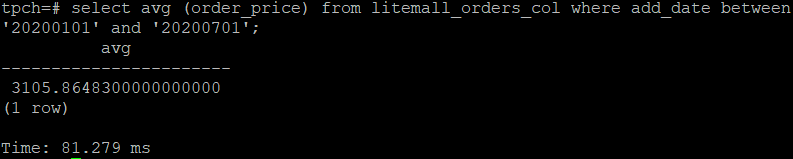 tpch=# select avg (order_price) from litemall_orders_col where add_date between
'20200101' and '20200701';
avg
-----------------------
3105.8648300000000000
(1 row)
Time: 81.279 ms